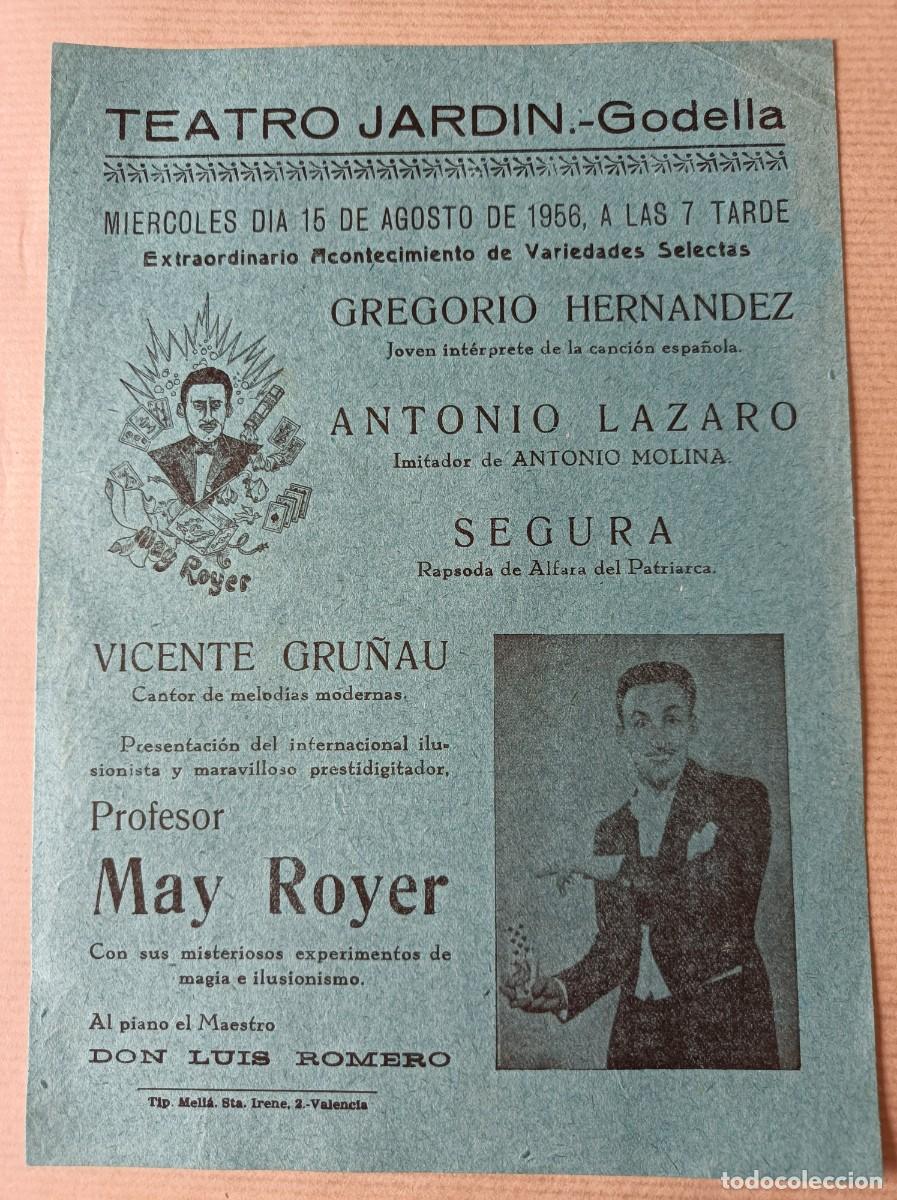 TEATRO JARDIN.-Godella
MIERCOLES DIA 15 DE AGOSTO DE 1956, A LAS 7 TARDE
Extraordinario Acontecimiento de Variedades Selectas
GREGORIO HERNANDEZ
Joven intérprete de la canción española.
ANTONIO LAZARO
Imitador de ANTONIO MOLINA.
SEGURA
Rapsoda de Alfara del Patriarca.
May Royer
VICENTE GRUÑAU
Cantor de melodías modernas.
Presentación del internacional ilu-
sionista y maravilloso prestidigitador,
Profesor
May Royer
Con sus misteriosos experimentos de
magia e ilusionismo.
Al piano el Maestro
DON LUIS ROMERO
Tip. Meliá. Sta. Irene, 2.-Valencia
todocoleccion